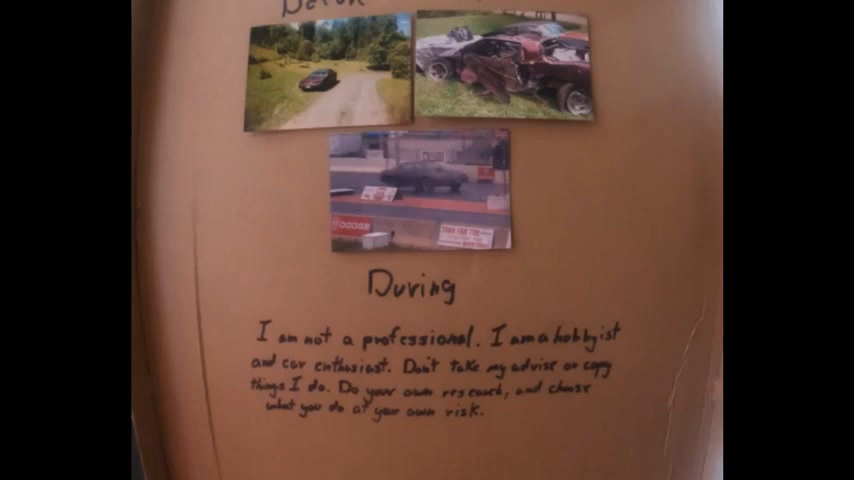 DODGE
During
I am not a professional. I am a hobbyist
and car enthusiast. Don't take my advise or copy
things I do. Do your own research, and choose
what you do at your own risk.